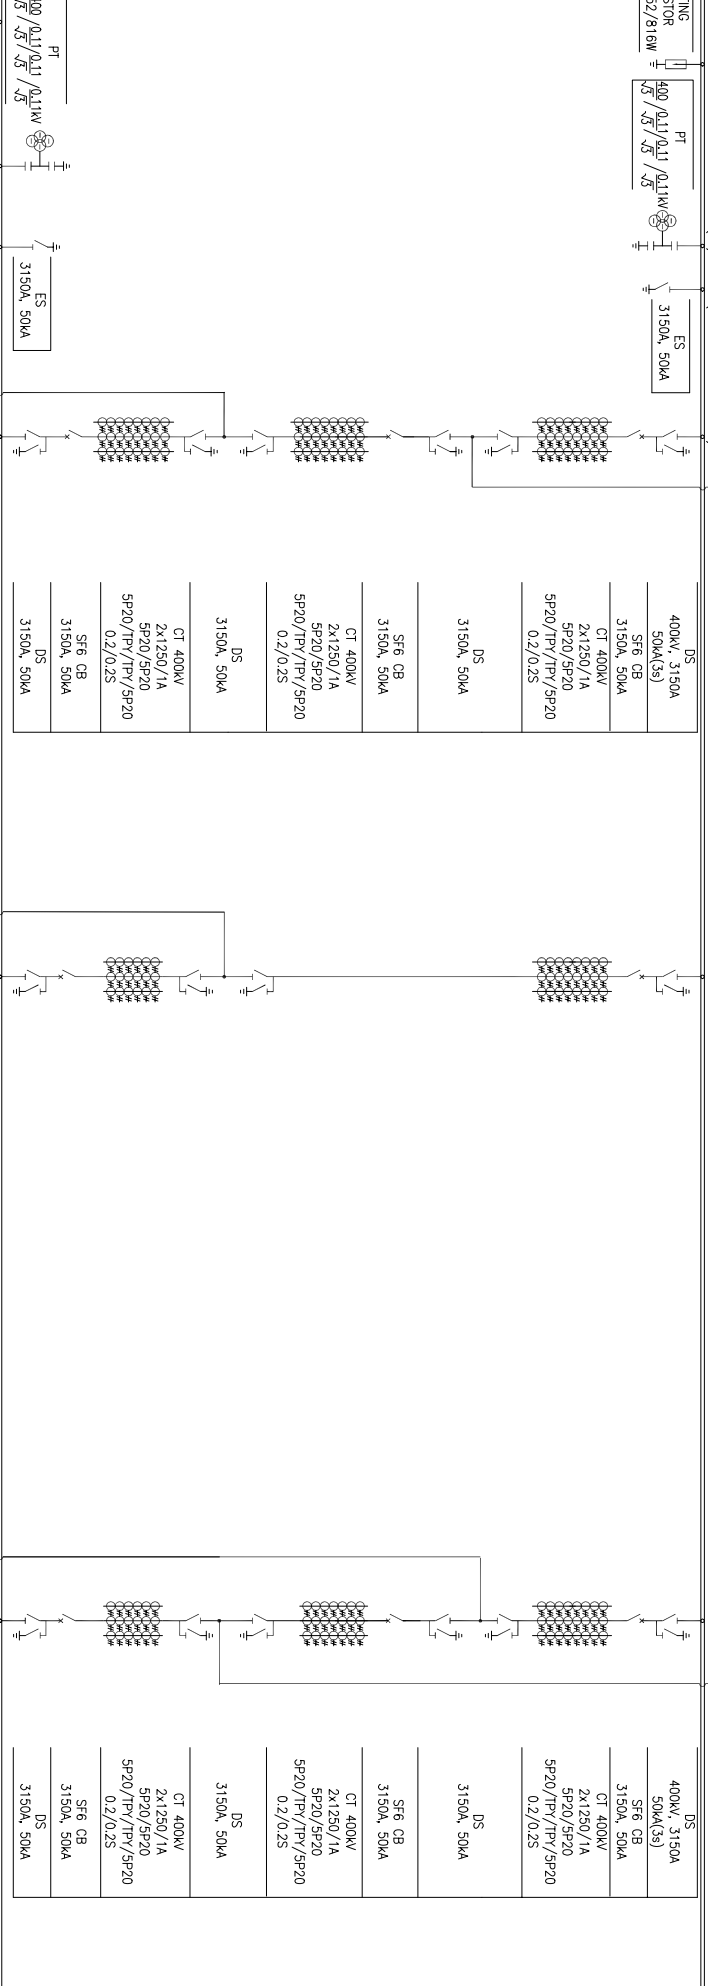 TING
STOR
52/816W
PT
400 /0.11/0.11 /0.11kV
√3 / √3 / √3 / √3
ES
3150A, 50kA
PT
/0.11/0.11 /0.11kV
√3 / √3 / √3 / √3
ES
3150A, 50kA
DS
400kV, 3150A
50kA(3s)
SF6 CB
3150A, 50kA
CT 400kV
2x1250/1A
5P20/5P20
5P20/TPY/TPY/5P20
0.2/0.2S
DS
3150A, 50kA
SF6 CB
3150A, 50kA
CT 400kV
2x1250/1A
5P20/5P20
5P20/TPY/TPY/5P20
0.2/0.2S
DS
3150A, 50kA
CT 400kV
2x1250/1A
5P20/5P20
5P20/TPY/TPY/5P20
0.2/0.2S
SF6 CB
3150A, 50kA
DS
3150A, 50kA
DS
400kV, 3150A
50kA(3s)
SF6 CB
3150A, 50kA
CT 400kV
2x1250/1A
5P20/5P20
5P20/TPY/TPY/5P20
0.2/0.2S
DS
3150A, 50kA
SF6 CB
3150A, 50kA
CT 400kV
2x1250/1A
5P20/5P20
5P20/TPY/TPY/5P20
0.2/0.2S
DS
3150A, 50kA
CT 400kV
2x1250/1A
5P20/5P20
5P20/TPY/TPY/5P20
0.2/0.2S
SF6 CB
3150A, 50kA
DS
3150A, 50kA